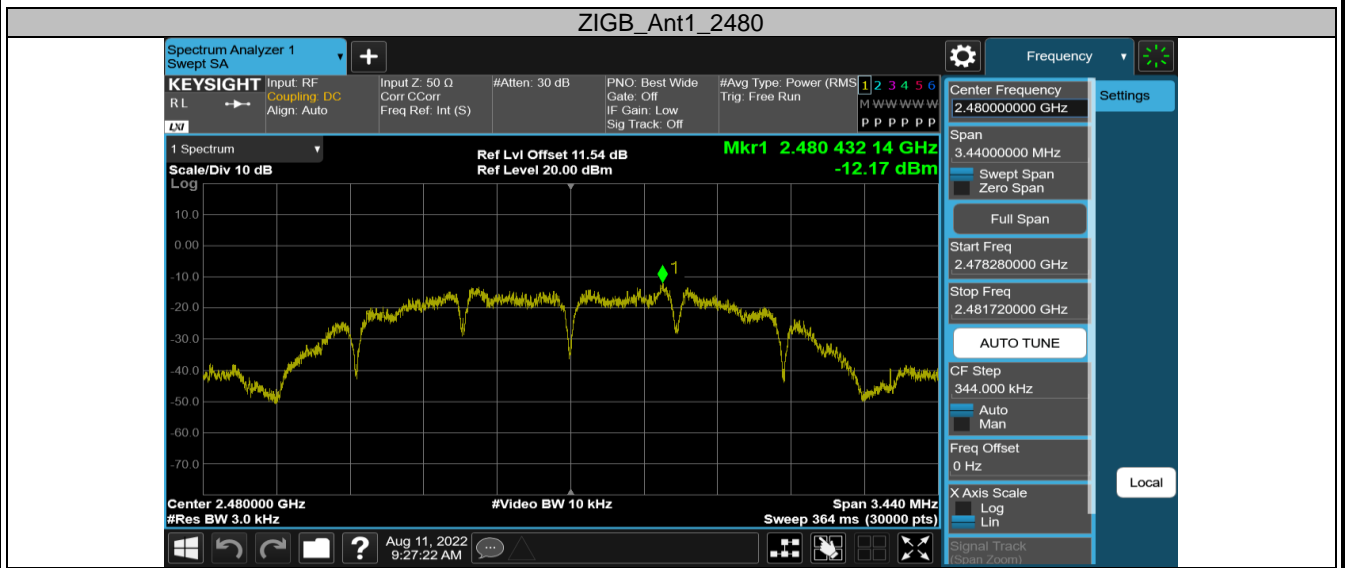 ZIGB_Ant1_2480
Spectrum Analyzer 1
Swept SA
Frequency
KEYSIGHT
R L
LXI
Input: RF
Coupling: DC
Align: Auto
Input Z: 50 Ω
Corr CCorr
Freq Ref: Int (S)
#Atten: 30 dB
PNO: Best Wide
Gate: Off
IF Gain: Low
Sig Track: Off
#Avg Type: Power (RMS
Trig: Free Run
1 2 3 4 5 6
M W W W W W
P P P P P P
1 Spectrum
Scale/Div 10 dB
Ref Lvl Offset 11.54 dB
Ref Level 20.00 dBm
Mkr1 2.480 432 14 GHz
-12.17 dBm
Log
10.0
0.00
-10.0
-20.0
-30.0
-40.0
-50.0
-60.0
-70.0
1
Center 2.480000 GHz
#Res BW 3.0 kHz
#Video BW 10 kHz
Span 3.440 MHz
Sweep 364 ms (30000 pts)
Center Frequency
2.480000000 GHz
Span
3.44000000 MHz
Swept Span
Zero Span
Full Span
Start Freq
2.478280000 GHz
Stop Freq
2.481720000 GHz
AUTO TUNE
CF Step
344.000 kHz
Auto
Man
Freq Offset
0 Hz
X Axis Scale
Log
Lin
Signal Track
(Span Zoom)
Settings
Local
?
Aug 11, 2022
9:27:22 AM